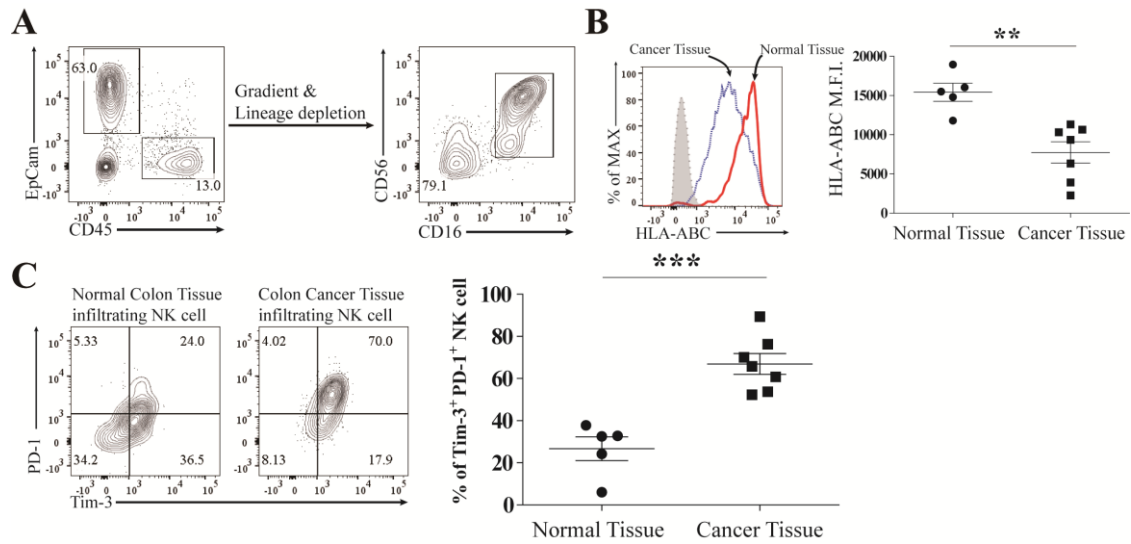 A
EpCam
10^5
10^4
10^3
0
-10^3
63.0
13.0
-10^3 0 10^3 10^4 10^5
CD45
Gradient &
Lineage depletion
CD56
10^5
10^4
10^3
0
-10^3
79.1
-10^3 0 10^3 10^4 10^5
CD16
B
Cancer Tissue
Normal Tissue
% of MAX
100
80
60
40
20
0
-10^3 0 10^3 10^4 10^5
HLA-ABC
**
HLA-ABC M.F.I.
20000
15000
10000
5000
0
Normal Tissue Cancer Tissue
C
Normal Colon Tissue
infiltrating NK cell
Colon Cancer Tissue
infiltrating NK cell
PD-1
10^5
10^4
10^3
0
-10^3
5.33 24.0
34.2 36.5
-10^3 0 10^3 10^4 10^5
4.02 70.0
8.13 17.9
-10^3 0 10^3 10^4 10^5
Tim-3
***
% of Tim-3+ PD-1+ NK cell
100
80
60
40
20
0
Normal Tissue Cancer Tissue